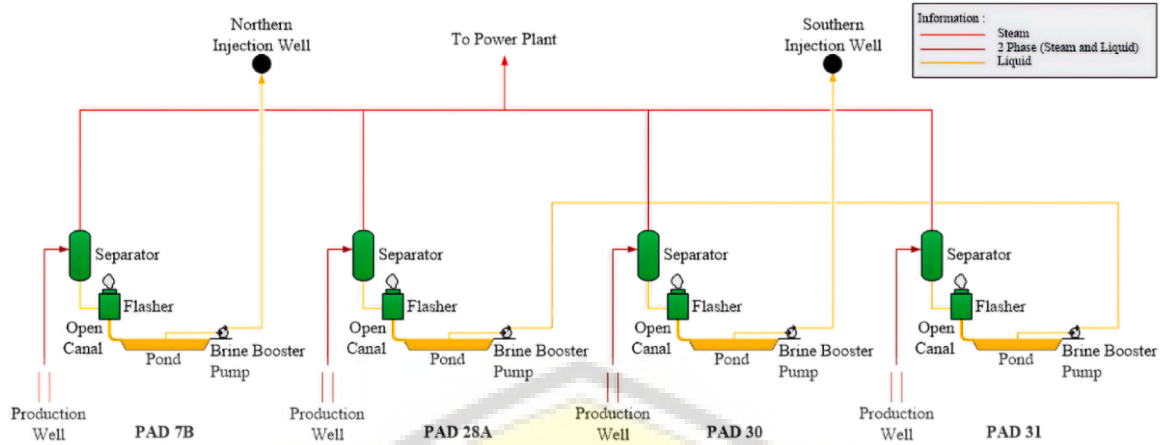 Northern
Injection Well
To Power Plant
Southern
Injection Well
Information :
Steam
2 Phase (Steam and Liquid)
Liquid
Separator
Flasher
Open
Canal
Pond
Brine Booster
Pump
Production
Well
PAD 7B
Separator
Flasher
Open
Canal
Pond
Brine Booster
Pump
Production
Well
PAD 28A
Separator
Flasher
Open
Canal
Pond
Brine Booster
Pump
Production
Well
PAD 30
Separator
Flasher
Open
Canal
Pond
Brine Booster
Pump
Production
Well
PAD 31